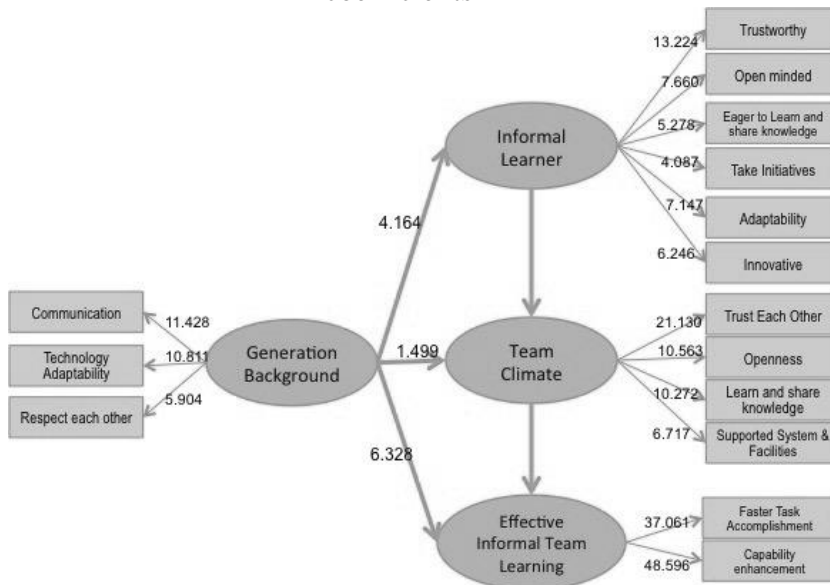 Trustworthy
13.224
Open minded
7.660
Eager to Learn and
share knowledge
5.278
Informal
Learner
Take Initiatives
4.087
Adaptability
7.147
Innovative
6.246
4.164
Communication
11.428
Technology
Adaptability
10.811
Respect each other
5.904
Generation
Background
1.499
Team
Climate
Trust Each Other
21.130
Openness
10.563
Learn and share
knowledge
10.272
Supported System &
Facilities
6.717
6.328
Effective
Informal Team
Learning
Faster Task
Accomplishment
37.061
Capability
enhancement
48.596